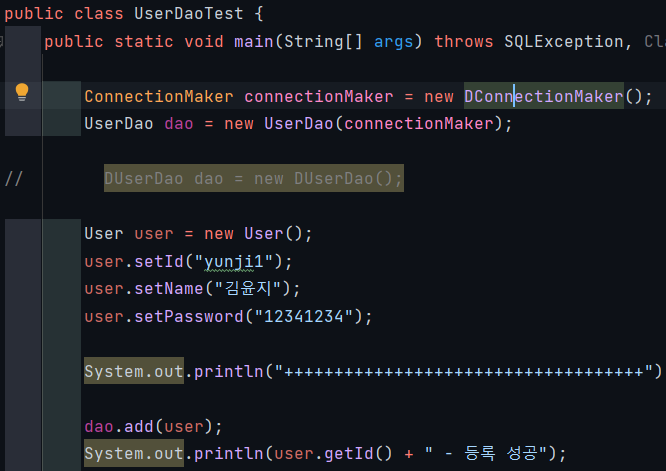 public class UserDaoTest {
public static void main(String[] args) throws SQLException, Cl
ConnectionMaker connectionMaker = new DConnectionMaker();
UserDao dao = new UserDao(connectionMaker);
// DUserDao dao = new DUserDao();
User user = new User();
user.setId("yunji1");
user.setName("김윤지");
user.setPassword("12341234");
System.out.println("++++++++++++++++++++++++++++++++++++")
dao.add(user);
System.out.println(user.getId() + " - 등록 성공");